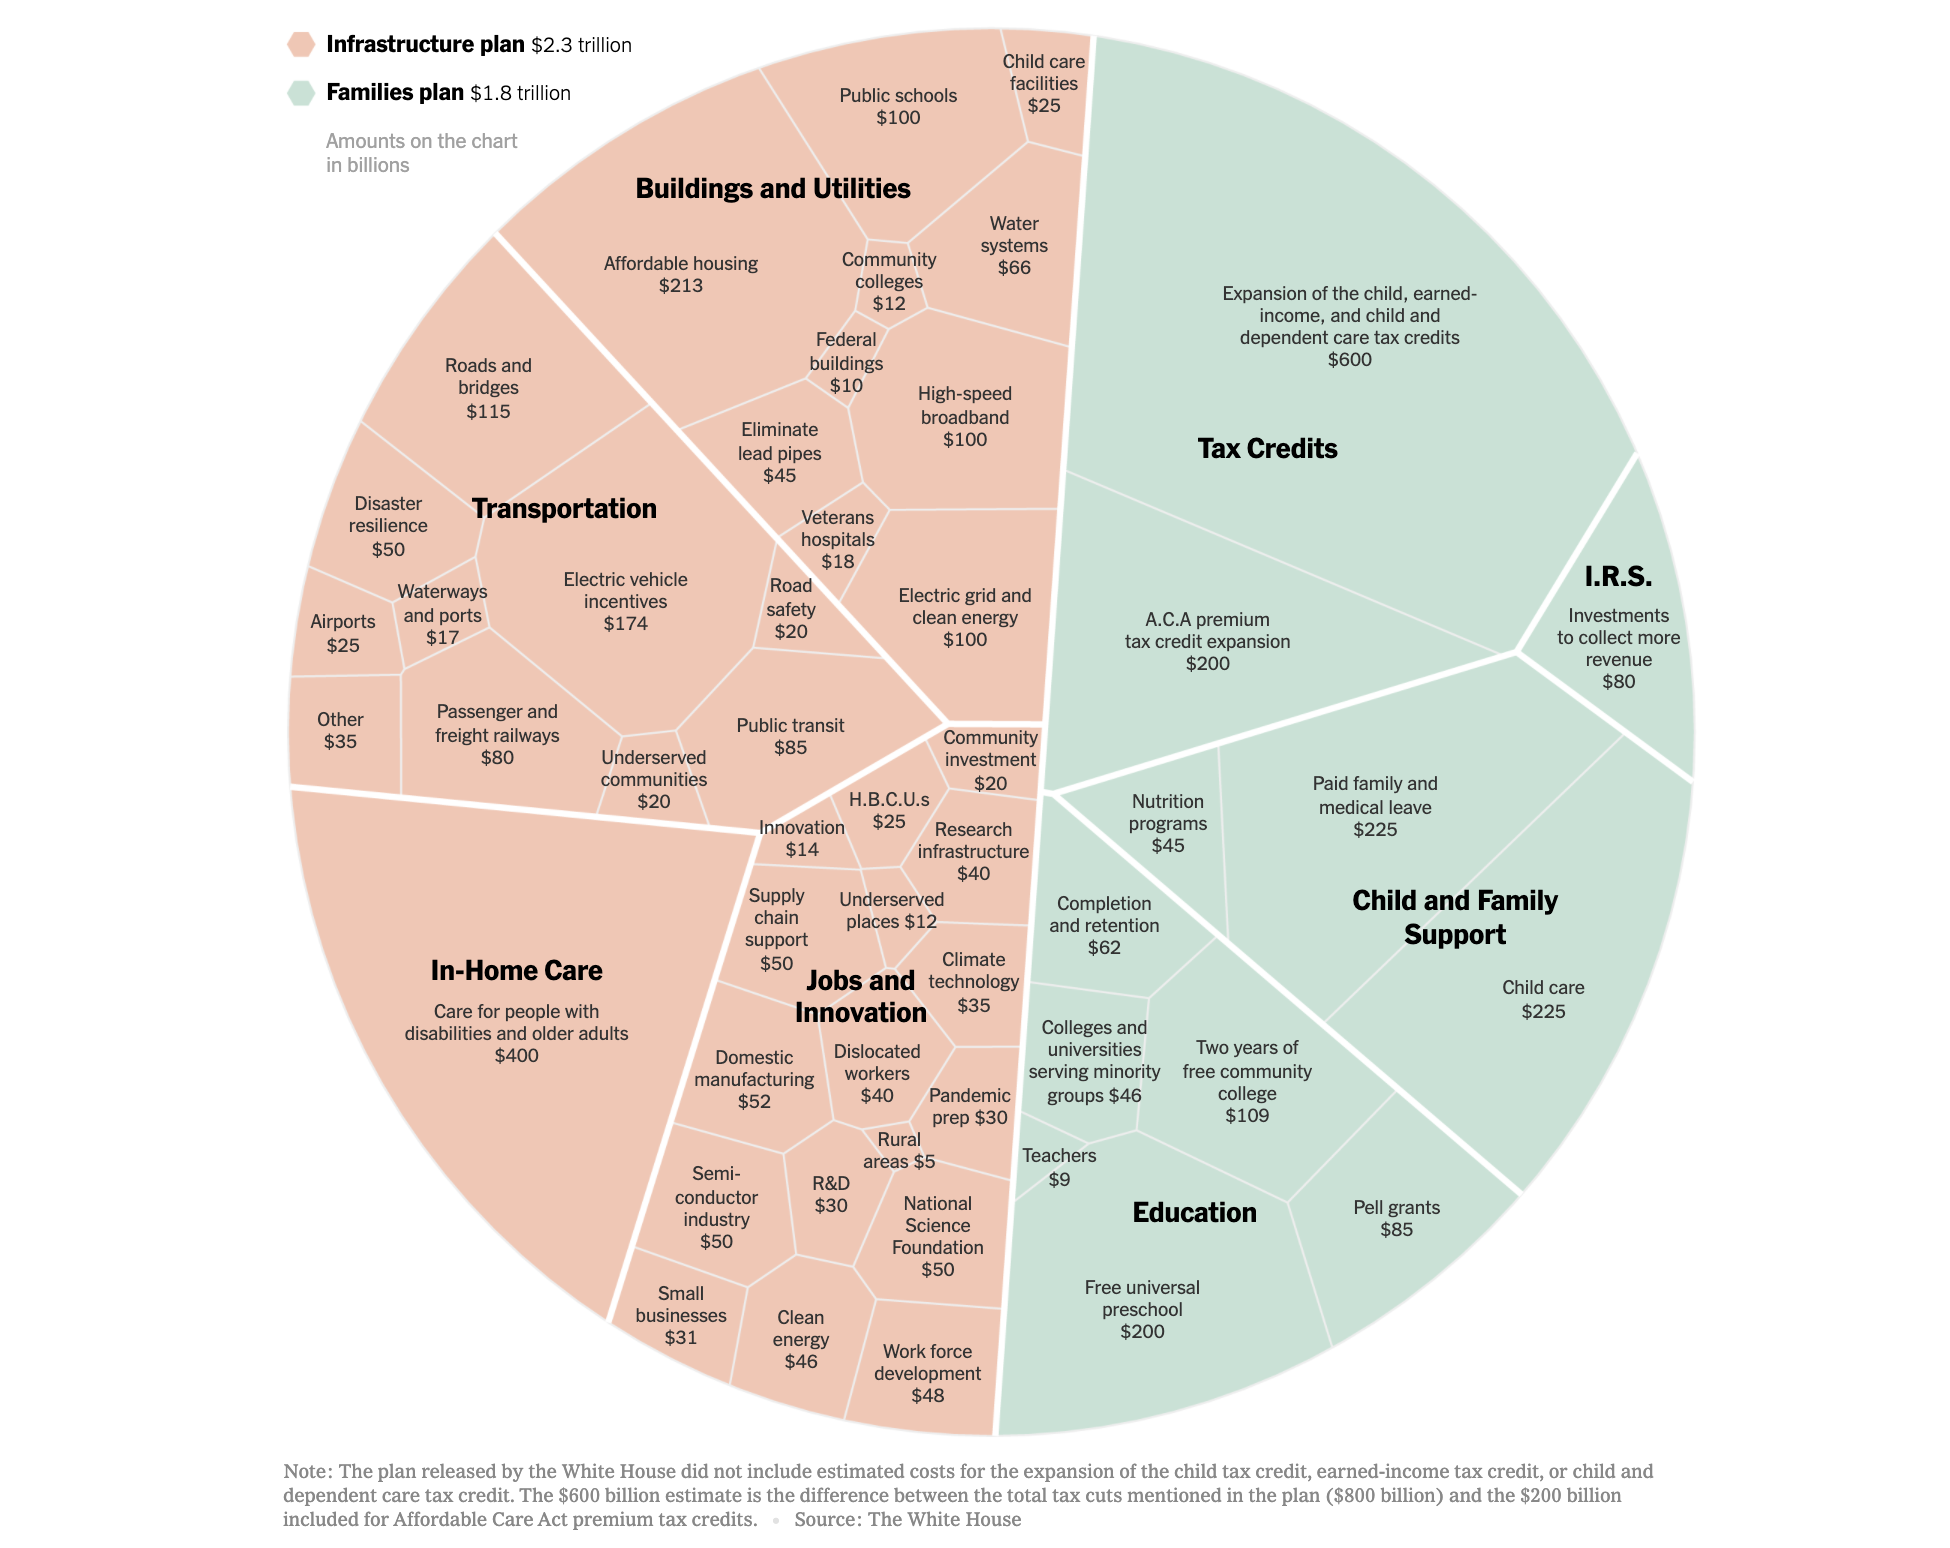 Infrastructure plan $2.3 trillion
Families plan $1.8 trillion
Amounts on the chart
in billions
Buildings and Utilities
Public schools
$100
Child care
facilities
$25
Affordable housing
$213
Community
colleges
$12
Water
systems
$66
Federal
buildings
$10
High-speed
broadband
$100
Eliminate
lead pipes
$45
Veterans
hospitals
$18
Electric grid and
clean energy
$100
Transportation
Roads and
bridges
$115
Disaster
resilience
$50
Airports
$25
Waterways
and ports
$17
Electric vehicle
incentives
$174
Road
safety
$20
Other
$35
Passenger and
freight railways
$80
Underserved
communities
$20
Public transit
$85
In-Home Care
Care for people with
disabilities and older adults
$400
Jobs and
Innovation
Community
investment
$20
H.B.C.U.s
$25
Innovation
$14
Research
infrastructure
$40
Supply
chain
support
$50
Underserved
places $12
Climate
technology
$35
Domestic
manufacturing
$52
Dislocated
workers
$40
Pandemic
prep $30
Rural
areas $5
Semi-
conductor
industry
$50
R&D
$30
National
Science
Foundation
$50
Small
businesses
$31
Clean
energy
$46
Work force
development
$48
Tax Credits
Expansion of the child, earned-
income, and child and
dependent care tax credits
$600
A.C.A premium
tax credit expansion
$200
I.R.S.
Investments
to collect more
revenue
$80
Child and Family
Support
Nutrition
programs
$45
Paid family and
medical leave
$225
Child care
$225
Education
Completion
and retention
$62
Colleges and
universities
serving minority
groups $46
Two years of
free community
college
$109
Teachers
$9
Pell grants
$85
Free universal
preschool
$200
Note: The plan released by the White House did not include estimated costs for the expansion of the child tax credit, earned-income tax credit, or child and
dependent care tax credit. The $600 billion estimate is the difference between the total tax cuts mentioned in the plan ($800 billion) and the $200 billion
included for Affordable Care Act premium tax credits. • Source: The White House